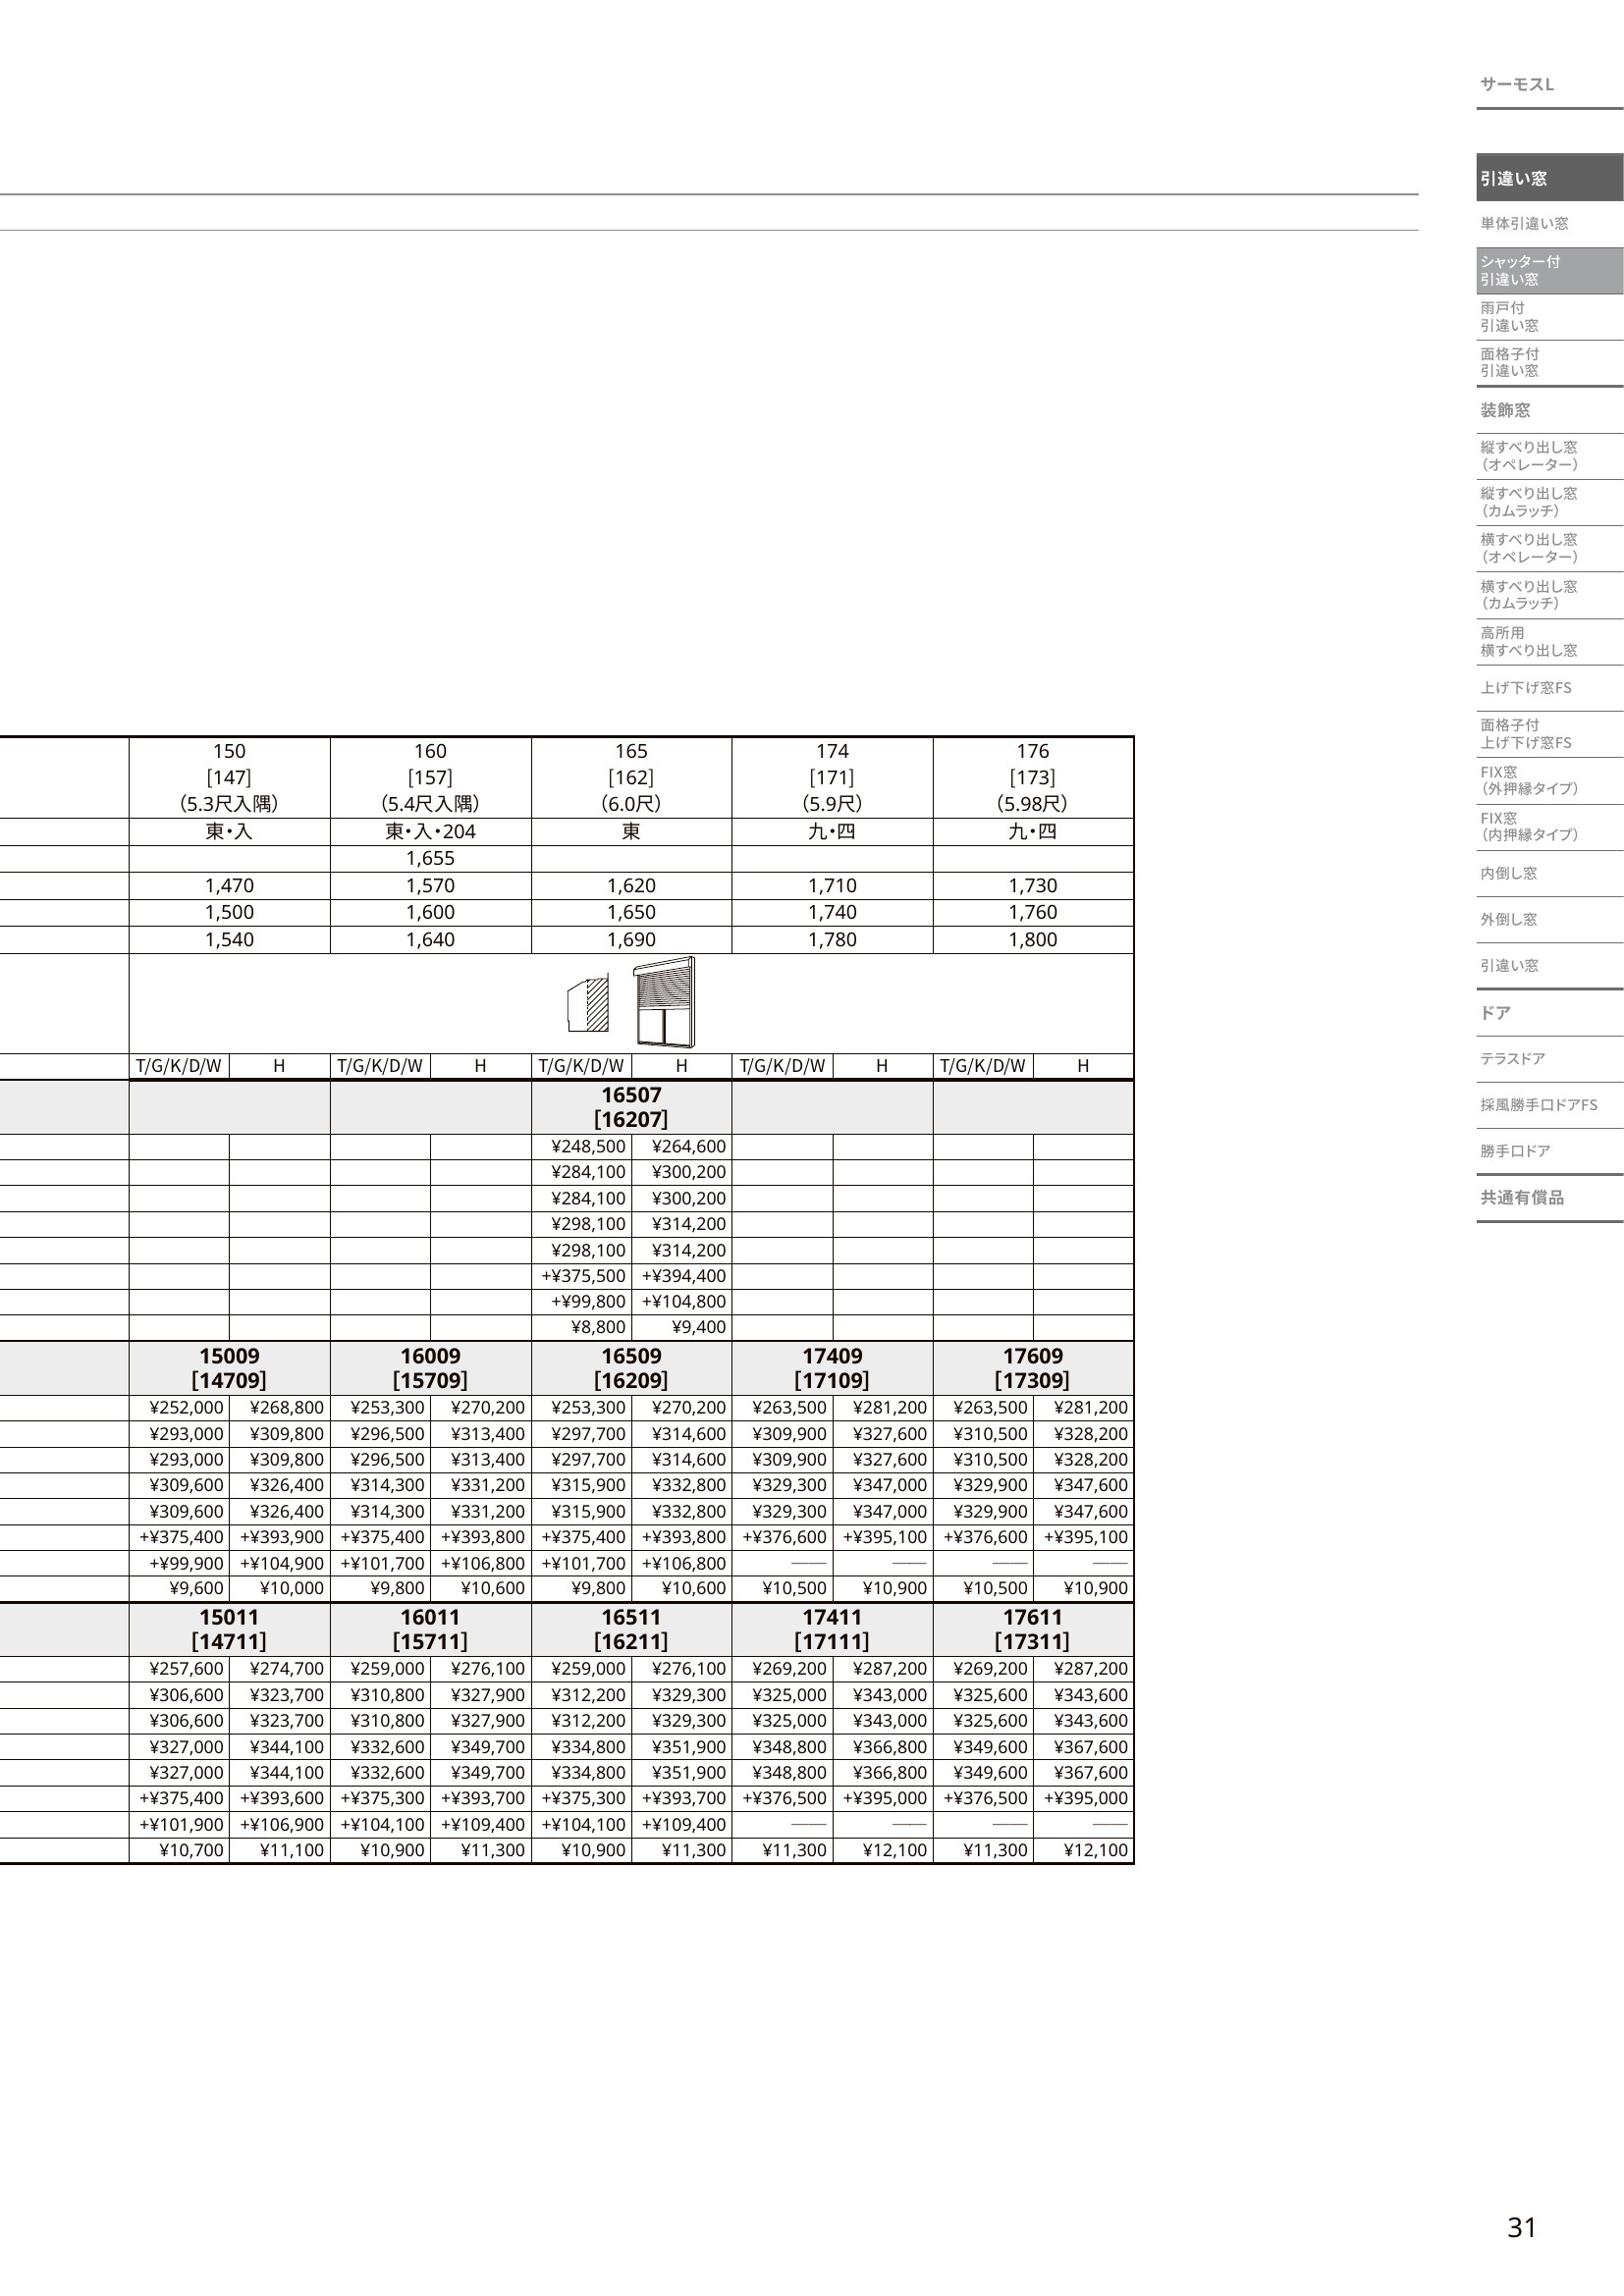 サーモスL
引違い窓
単体引違い窓
シャッター付
引違い窓
雨戸付
引違い窓
面格子付
引違い窓
装飾窓
縦すべり出し窓
（オペレーター）
縦すべり出し窓
（カムラッチ）
横すべり出し窓
（オペレーター）
横すべり出し窓
（カムラッチ）
高所用
横すべり出し窓
上げ下げ窓FS
面格子付
上げ下げ窓FS
FIX窓
（外押縁タイプ）
FIX窓
（内押縁タイプ）
内倒し窓
外倒し窓
引違い窓
ドア
テラスドア
採風勝手口ドアFS
勝手口ドア
共通有償品
150 160 165 174 176
[147] [157] [162] [171] [173]
（5.3尺入隅） （5.4尺入隅） （6.0尺） （5.9尺） （5.98尺）
東・入 東・入・204 東 九・四 九・四
1,655
1,470 1,570 1,620 1,710 1,730
1,500 1,600 1,650 1,740 1,760
1,540 1,640 1,690 1,780 1,800
T/G/K/D/W H T/G/K/D/W H T/G/K/D/W H T/G/K/D/W H T/G/K/D/W H
16507
[16207]
¥248,500 ¥264,600
¥284,100 ¥300,200
¥284,100 ¥300,200
¥298,100 ¥314,200
¥298,100 ¥314,200
+¥375,500 +¥394,400
+¥99,800 +¥104,800
¥8,800 ¥9,400
15009 16009 16509 17409 17609
[14709] [15709] [16209] [17109] [17309]
¥252,000 ¥268,800 ¥253,300 ¥270,200 ¥253,300 ¥270,200 ¥263,500 ¥281,200 ¥263,500 ¥281,200
¥293,000 ¥309,800 ¥296,500 ¥313,400 ¥297,700 ¥314,600 ¥309,900 ¥327,600 ¥310,500 ¥328,200
¥293,000 ¥309,800 ¥296,500 ¥313,400 ¥297,700 ¥314,600 ¥309,900 ¥327,600 ¥310,500 ¥328,200
¥309,600 ¥326,400 ¥314,300 ¥331,200 ¥315,900 ¥332,800 ¥329,300 ¥347,000 ¥329,900 ¥347,600
¥309,600 ¥326,400 ¥314,300 ¥331,200 ¥315,900 ¥332,800 ¥329,300 ¥347,000 ¥329,900 ¥347,600
+¥375,400 +¥393,900 +¥375,400 +¥393,800 +¥375,400 +¥393,800 +¥376,600 +¥395,100 +¥376,600 +¥395,100
+¥99,900 +¥104,900 +¥101,700 +¥106,800 +¥101,700 +¥106,800 —— —— —— ——
¥9,600 ¥10,000 ¥9,800 ¥10,600 ¥9,800 ¥10,600 ¥10,500 ¥10,900 ¥10,500 ¥10,900
15011 16011 16511 17411 17611
[14711] [15711] [16211] [17111] [17311]
¥257,600 ¥274,700 ¥259,000 ¥276,100 ¥259,000 ¥276,100 ¥269,200 ¥287,200 ¥269,200 ¥287,200
¥306,600 ¥323,700 ¥310,800 ¥327,900 ¥312,200 ¥329,300 ¥325,000 ¥343,000 ¥325,600 ¥343,600
¥306,600 ¥323,700 ¥310,800 ¥327,900 ¥312,200 ¥329,300 ¥325,000 ¥343,000 ¥325,600 ¥343,600
¥327,000 ¥344,100 ¥332,600 ¥349,700 ¥334,800 ¥351,900 ¥348,800 ¥366,800 ¥349,600 ¥367,600
¥327,000 ¥344,100 ¥332,600 ¥349,700 ¥334,800 ¥351,900 ¥348,800 ¥366,800 ¥349,600 ¥367,600
+¥375,400 +¥393,600 +¥375,300 +¥393,700 +¥375,300 +¥393,700 +¥376,500 +¥395,000 +¥376,500 +¥395,000
+¥101,900 +¥106,900 +¥104,100 +¥109,400 +¥104,100 +¥109,400 —— —— —— ——
¥10,700 ¥11,100 ¥10,900 ¥11,300 ¥10,900 ¥11,300 ¥11,300 ¥12,100 ¥11,300 ¥12,100
31